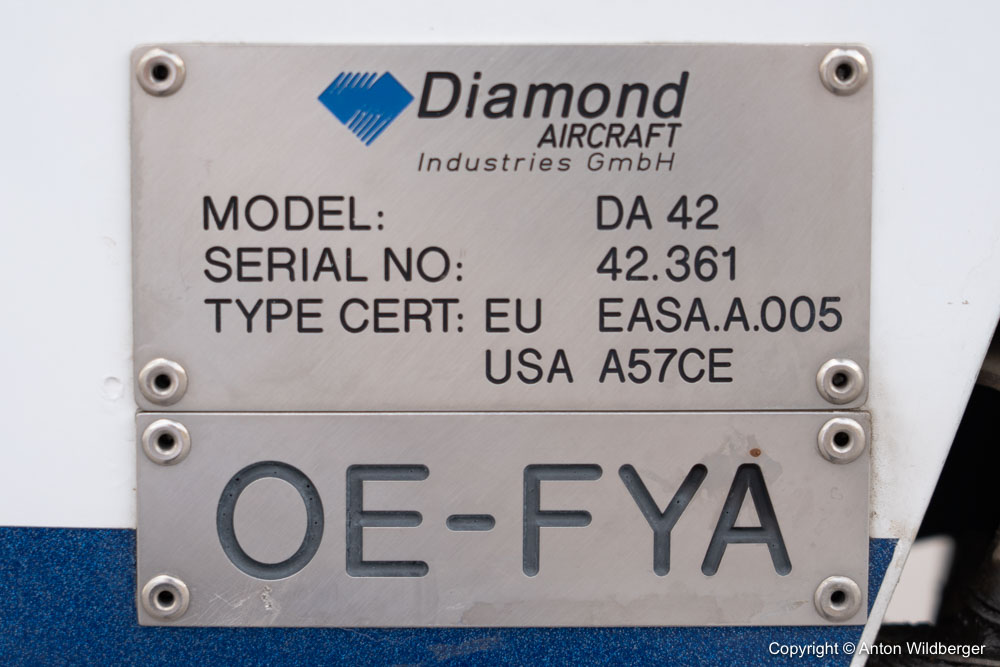 Diamond
AIRCRAFT
Industries GmbH
MODEL: DA 42
SERIAL NO: 42.361
TYPE CERT: EU EASA.A.005
USA A57CE
OE-FYA
Copyright © Anton Wildberger